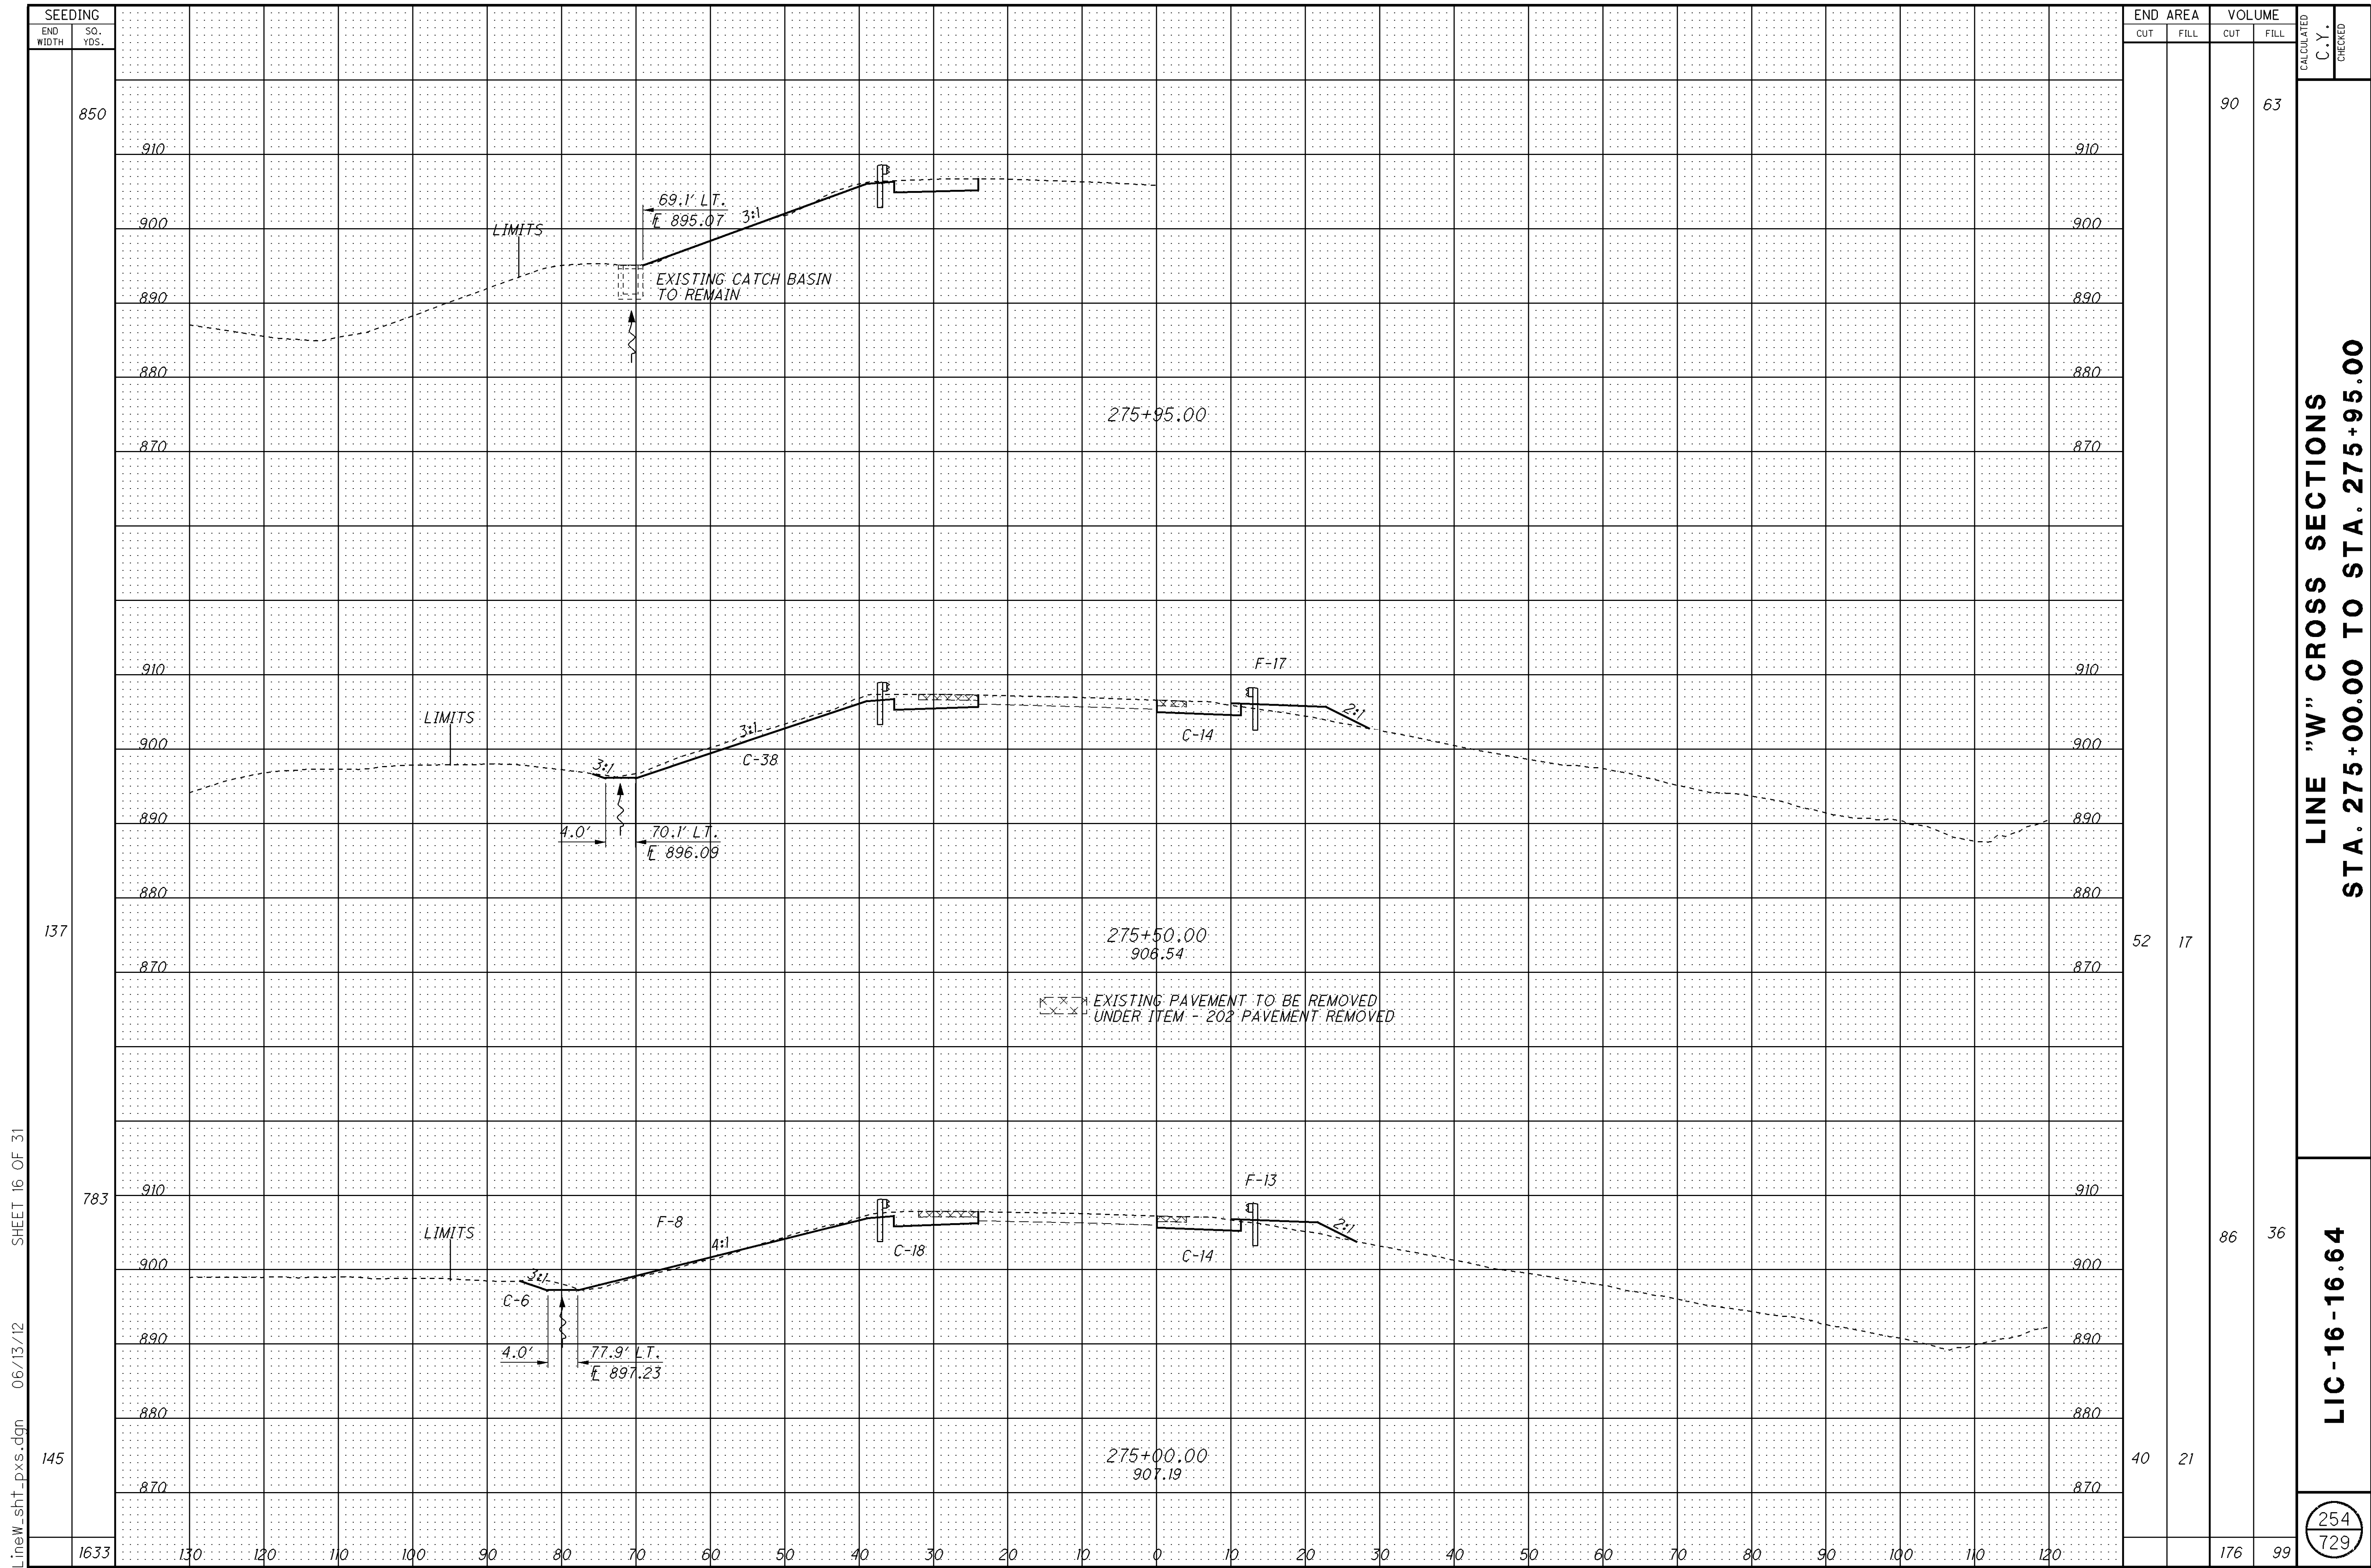 SEEDING
END WIDTH
SQ. YDS.
END AREA
VOLUME
CUT
FILL
CUT
FILL
CALCULATED
C.Y.
CHECKED
850
90
63
910
910
69.1' LT.
℄ 895.07
3:1
900
LIMITS
900
EXISTING CATCH BASIN
TO REMAIN
890
890
880
880
275+95.00
870
870
910
F-17
910
LIMITS
3:1
2:1
C-14
900
C-38
900
3:1
890
4.0'
70.1' LT.
℄ 896.09
890
880
880
137
275+50.00
906.54
52
17
870
870
EXISTING PAVEMENT TO BE REMOVED
UNDER ITEM - 202 PAVEMENT REMOVED
783
910
F-13
910
LIMITS
F-8
4:1
2:1
C-18
C-14
86
36
900
900
3:1
C-6
890
890
4.0'
77.9' LT.
℄ 897.23
880
880
145
275+00.00
907.19
40
21
870
870
1633
130 120 110 100 90 80 70 60 50 40 30 20 10 0 10 20 30 40 50 60 70 80 90 100 110 120
176
99
LINE "W" CROSS SECTIONS
STA. 275+00.00 TO STA. 275+95.00
LIC-16-16.64
254
729
LineW_sht_pxs.dgn 06/13/12 SHEET 16 OF 31